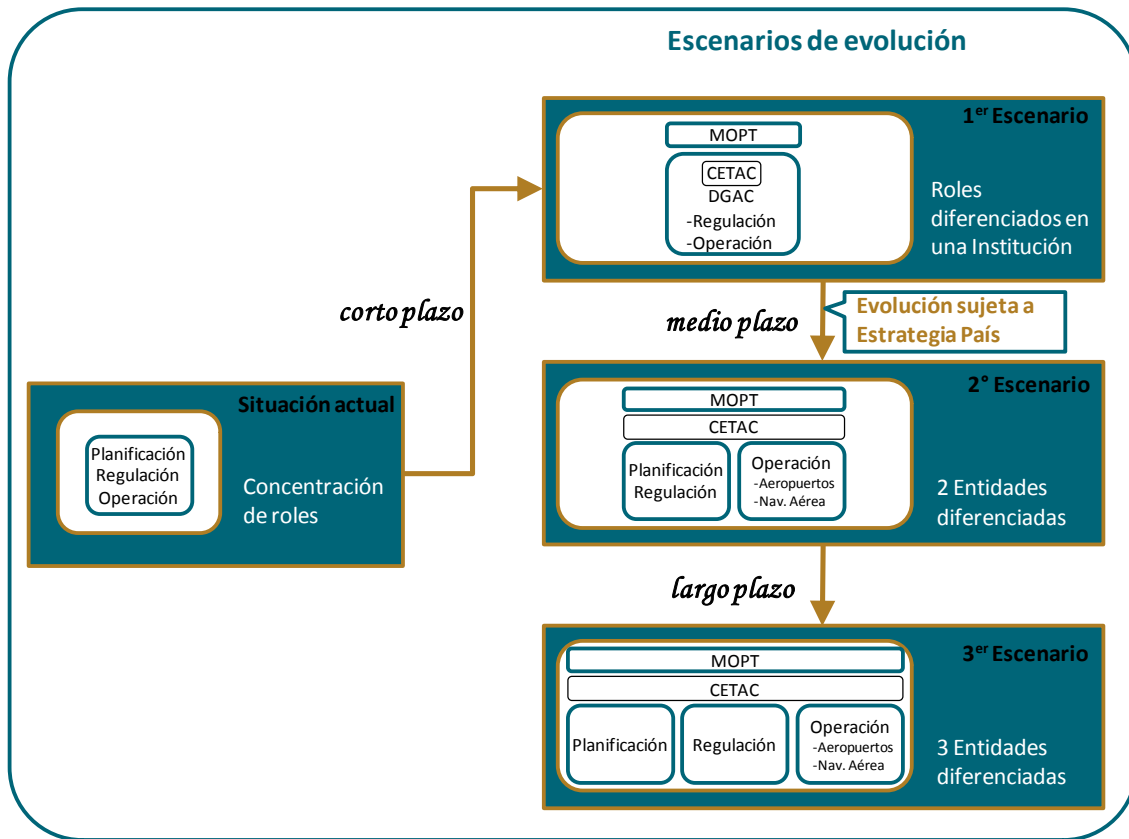 Escenarios de evolución
1er Escenario
MOPT
CETAC
DGAC
-Regulación
-Operación
Roles
diferenciados en
una Institución
corto plazo
medio plazo
Evolución sujeta a
Estrategia País
2° Escenario
MOPT
CETAC
Planificación
Regulación
Operación
-Aeropuertos
-Nav. Aérea
2 Entidades
diferenciadas
Situación actual
Planificación
Regulación
Operación
Concentración
de roles
largo plazo
3er Escenario
MOPT
CETAC
Planificación
Regulación
Operación
-Aeropuertos
-Nav. Aérea
3 Entidades
diferenciadas